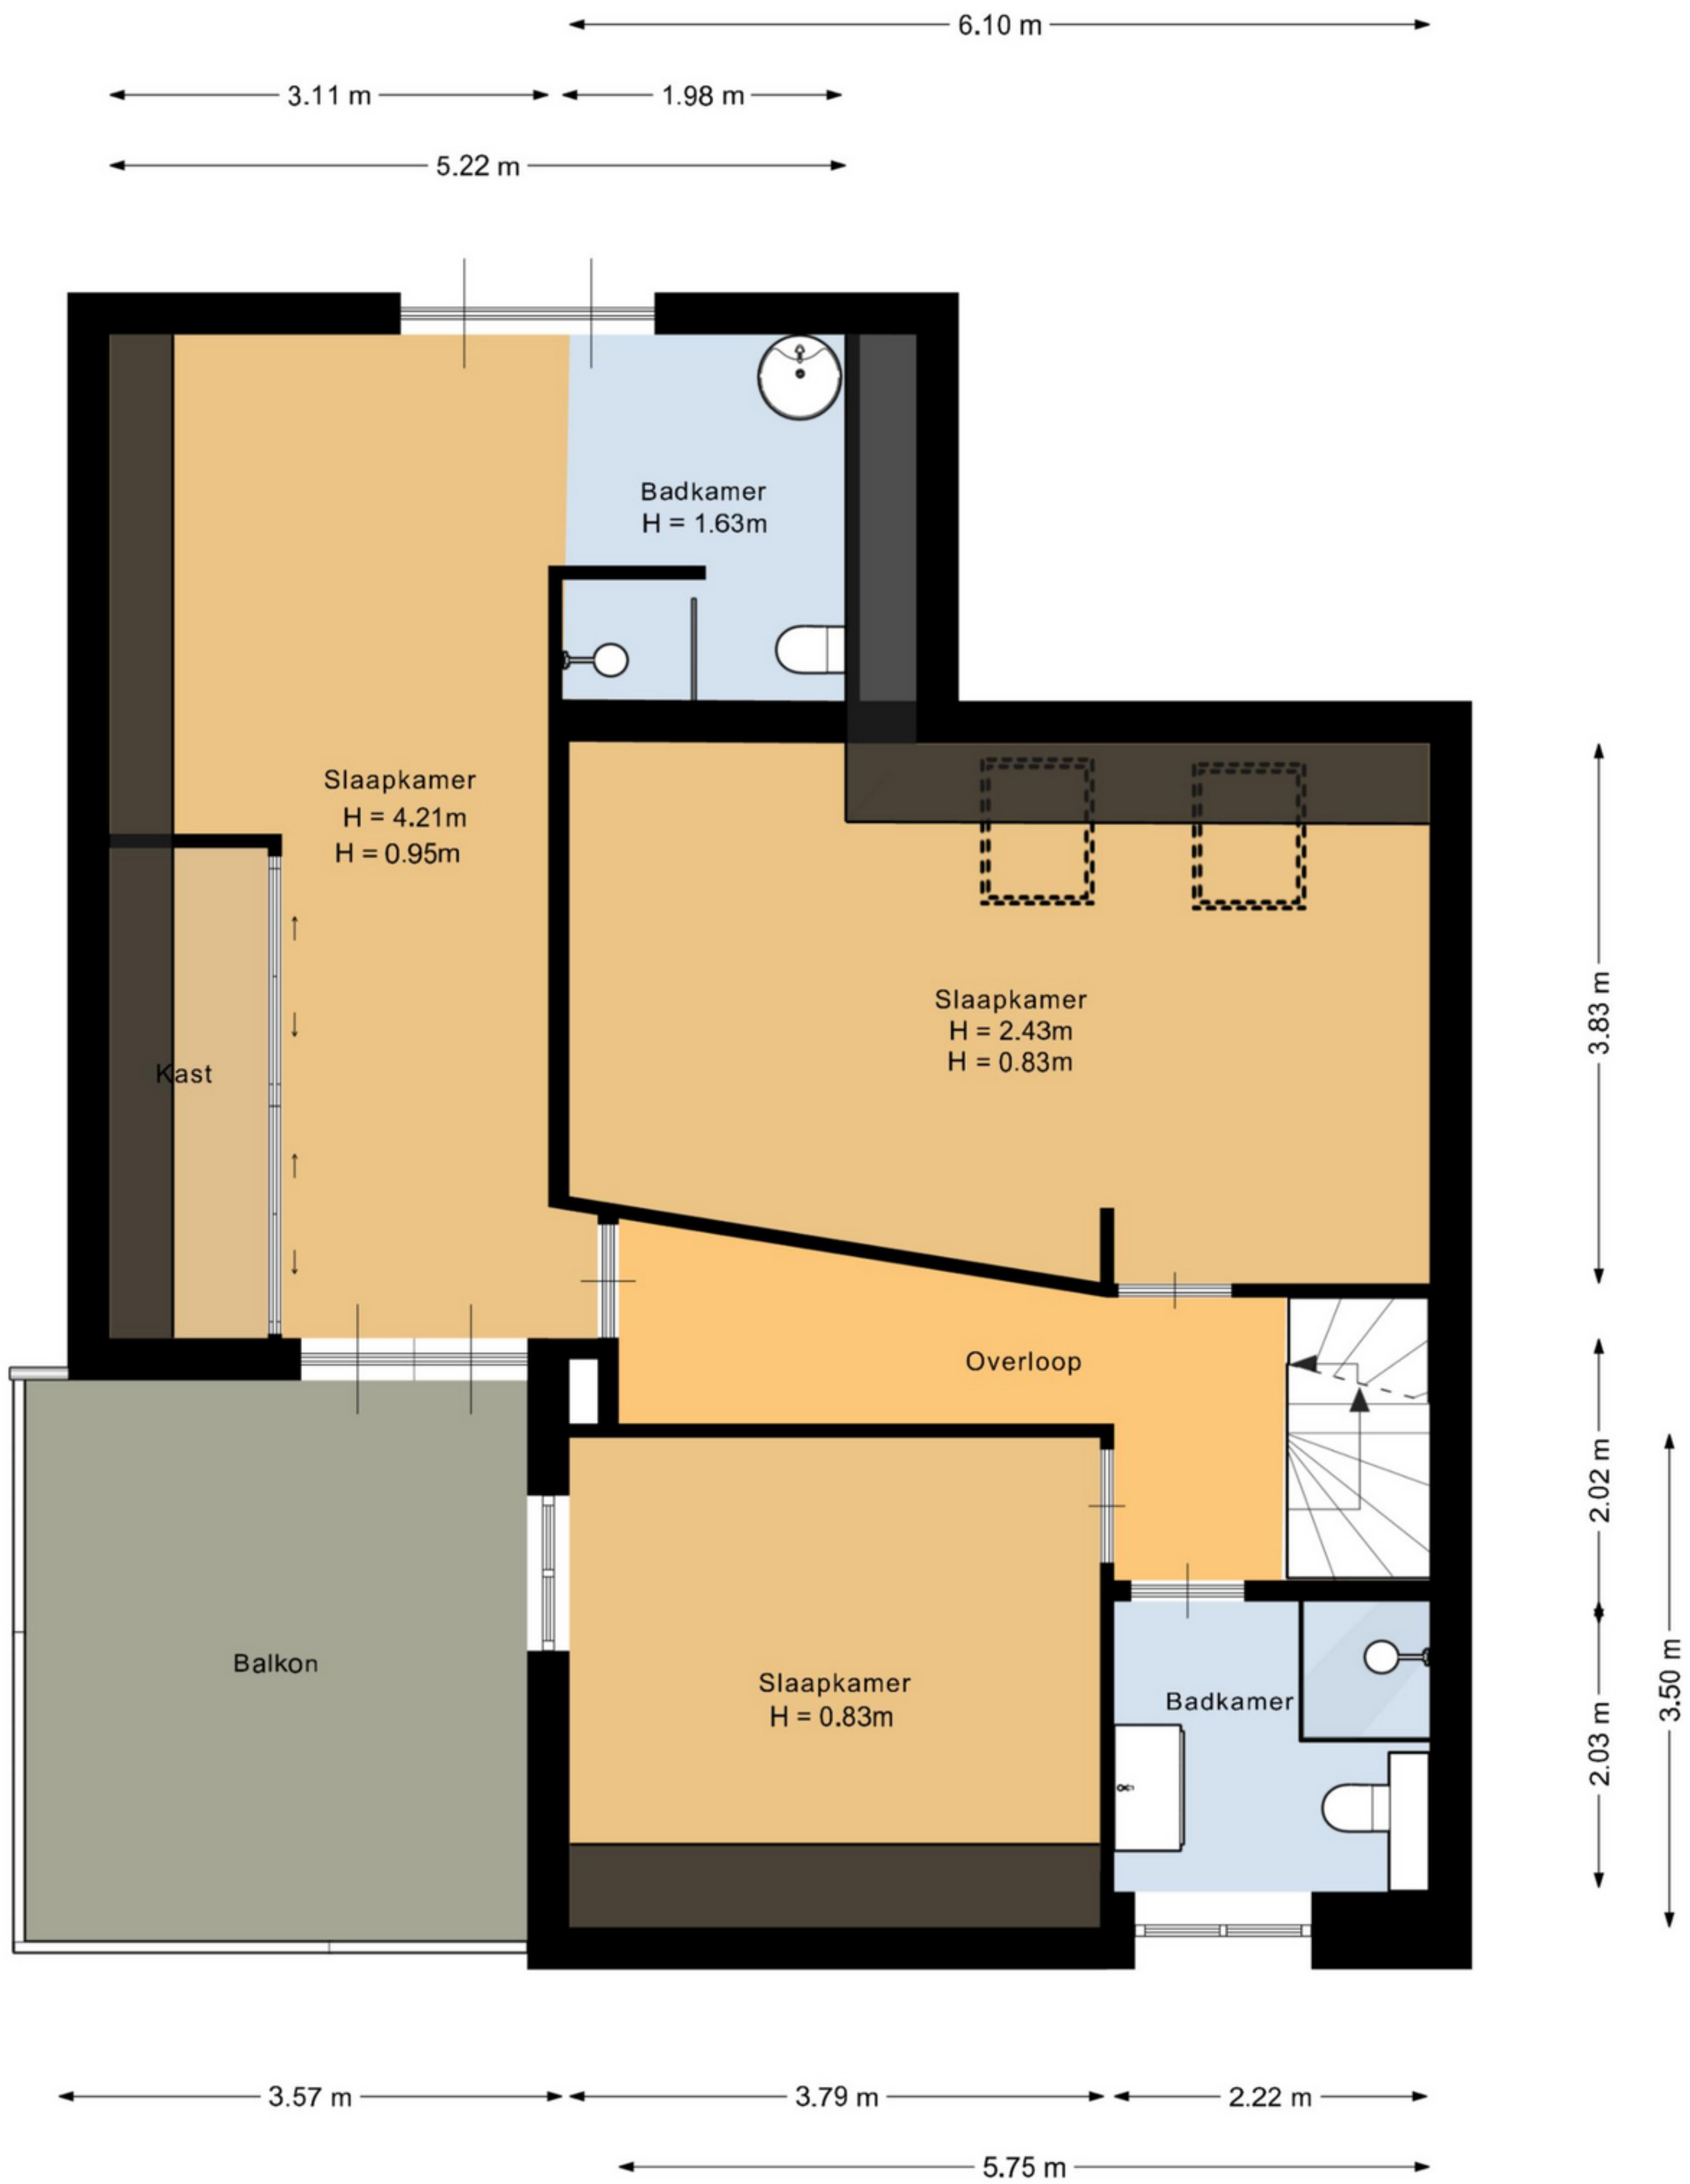 6.10 m
3.11 m
1.98 m
5.22 m
Badkamer
H = 1.63m
Slaapkamer
H = 4.21m
H = 0.95m
Slaapkamer
H = 2.43m
H = 0.83m
3.83 m
Kast
Overloop
2.02 m
Balkon
Slaapkamer
H = 0.83m
Badkamer
2.03 m
3.50 m
3.57 m
3.79 m
2.22 m
5.75 m